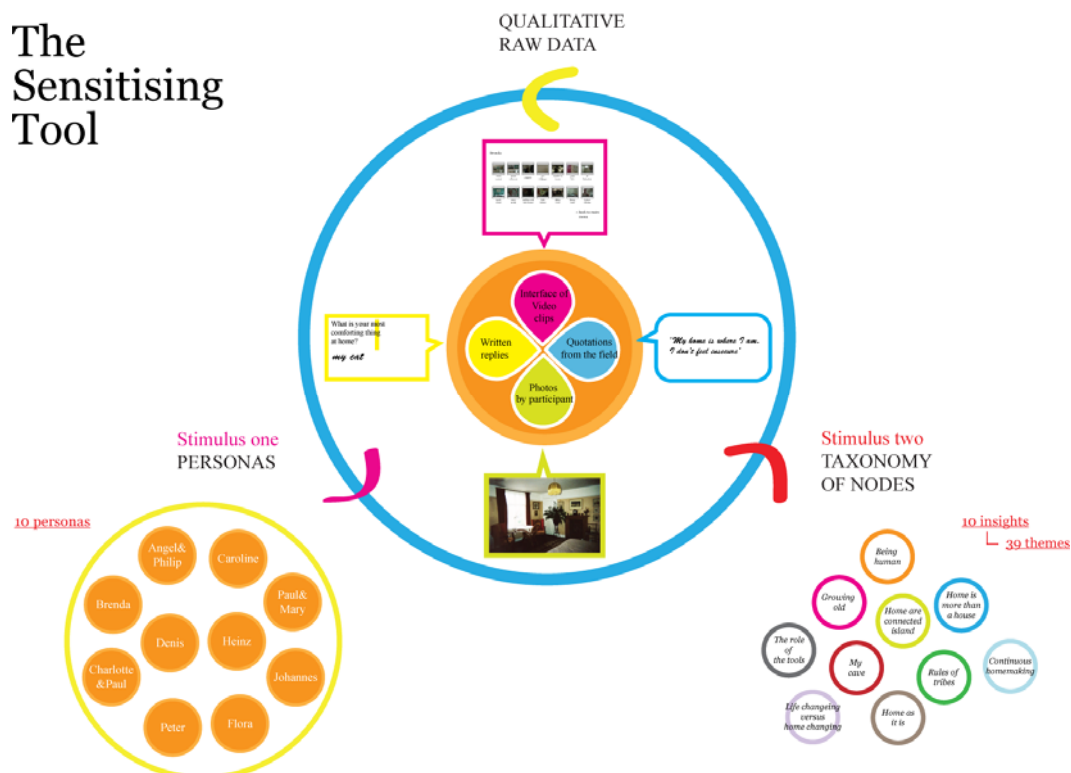 The
Sensitising
Tool
QUALITATIVE
RAW DATA
Brenda
Interface of
Video
clips
What is your most
comforting thing
at home?
my cat
Written
replies
Quotations
from the field
"My home is where I am,
I don't feel insecure"
Photos
by participant
Stimulus one
PERSONAS
10 personas
Angel&
Philip
Caroline
Brenda
Paul&
Mary
Denis
Heinz
Charlotte
&Paul
Johannes
Peter
Flora
Stimulus two
TAXONOMY
OF NODES
10 insights
39 themes
Being
human
Growing
old
Home are
connected
island
Home is
more than
a house
The role
of the
the tools
My
cave
Rules of
tribes
Continuous
homemaking
Life changeing
versus
home changing
Home as
it is